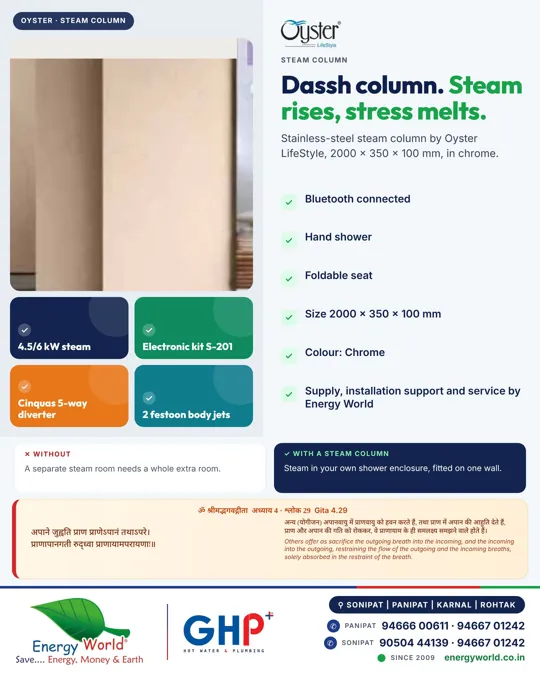 OYSTER · STEAM COLUMN
Oyster®
LifeStyle
STEAM COLUMN
Dassh column. Steam
rises, stress melts.
Stainless-steel steam column by Oyster
LifeStyle, 2000 × 350 × 100 mm, in chrome.
Bluetooth connected
Hand shower
Foldable seat
Size 2000 × 350 × 100 mm
Colour: Chrome
Supply, installation support and service by
Energy World
4.5/6 kW steam
Electronic kit S-201
Cinquas 5-way
diverter
2 festoon body jets
✕ WITHOUT
A separate steam room needs a whole extra room.
✓ WITH A STEAM COLUMN
Steam in your own shower enclosure, fitted on one wall.
ॐ श्रीमद्भगवद्गीता अध्याय 4 · श्लोक 29 Gita 4.29
अपाने जुह्वति प्राण प्राणेऽपानं तथाऽपरे।
प्राणापानगती रुद्ध्वा प्राणायामपरायणाः॥
अन्य (योगीजन) अपानवायु में प्राणवायु को हवन करते हैं, तथा प्राण में अपान की आहुति देते हैं,
प्राण और अपान की गति को रोककर, वे प्राणायाम के ही समलक्ष्य समझने वाले होते हैं।
Others offer as sacrifice the outgoing breath into the incoming, and the incoming
into the outgoing, restraining the flow of the outgoing and the incoming breaths,
solely absorbed in the restraint of the breath.
Energy World®
Save.... Energy, Money & Earth
GHP+
HOT WATER & PLUMBING
SONIPAT | PANIPAT | KARNAL | ROHTAK
PANIPAT 94666 00611 · 94667 01242
SONIPAT 90504 44139 · 94667 01242
SINCE 2009 energyworld.co.in